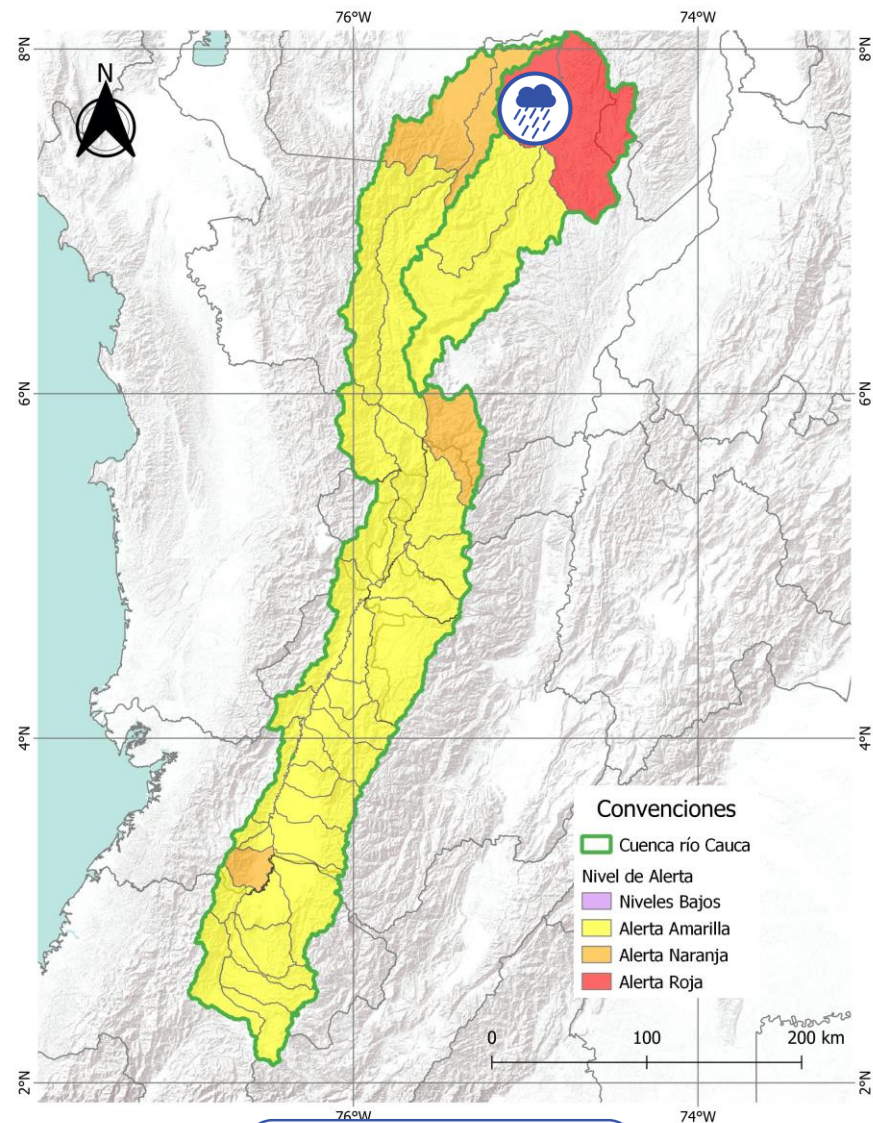 76°W 74°W
8°N 8°N
N
6°N 6°N
4°N 4°N
Convenciones
Cuenca río Cauca
Nivel de Alerta
Niveles Bajos
Alerta Amarilla
Alerta Naranja
Alerta Roja
0 100 200 km
2°N 2°N
76°W 74°W